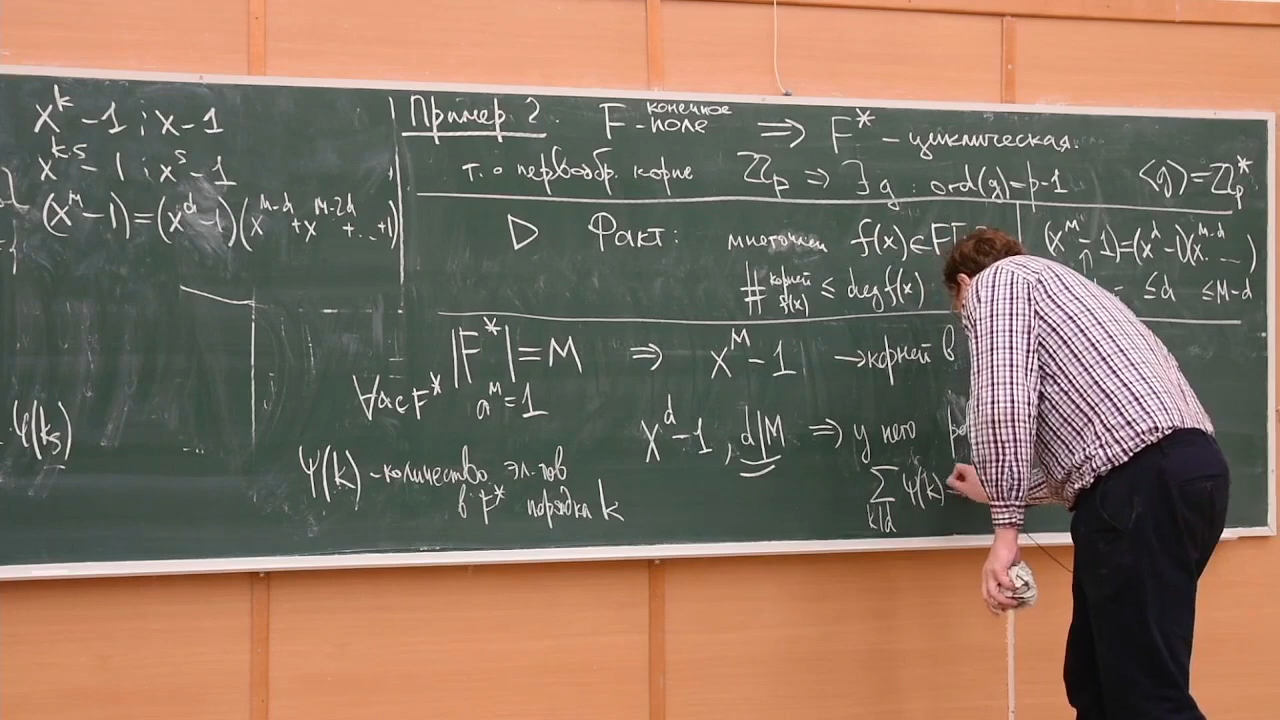 x^k - 1 ⋮ x - 1
x^{ks} - 1 ⋮ x^s - 1
(x^M - 1) = (x^d - 1)(x^{M-d} + x^{M-2d} + ... + 1)
ψ(k_s)
Пример 2. F - конечное поле ⇒ F^* - циклическая.
т. о первообр. корне ℤ_p ⇒ ∃ g : ord(g) = p-1 ⟨g⟩ = ℤ_p^*
▷ Факт: многочлен f(x) ∈ F
# корней f(x) ≤ deg f(x)
(x^M - 1) = (x^d - 1)(x^{M-d} ...)
≤ d ≤ M-d
|F^*| = M ⇒ x^M - 1 → корней в
∀ a ∈ F^* a^M = 1
x^d - 1, d|M ⇒ у него
ψ(k) - количество эл-тов
в F^* порядка k
∑_{k|d} ψ(k)